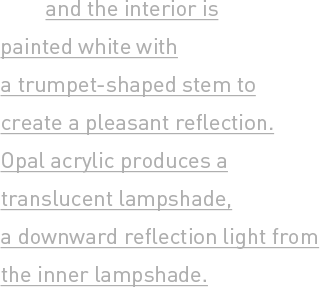 and the interior is
painted white with
a trumpet-shaped stem to
create a pleasant reflection.
Opal acrylic produces a
translucent lampshade,
a downward reflection light from
the inner lampshade.